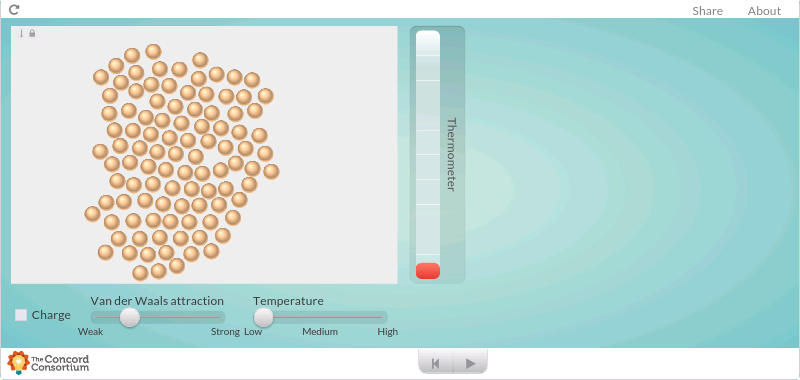 Share About
Thermometer
Charge
Van der Waals attraction
Weak Strong
Temperature
Low Medium High
The Concord
Consortium